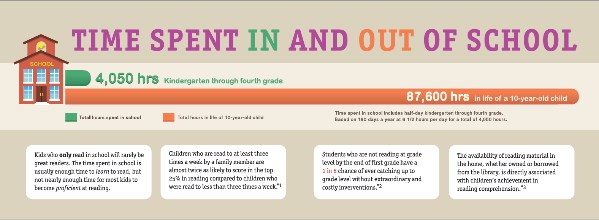 TIME SPENT IN AND OUT OF SCHOOL
SCHOOL
4,050 hrs Kindergarten through fourth grade
87,600 hrs in life of a 10-year-old child
Total hours spent in school
Total hours in life of 10-year-old child
Time spent in school includes half-day kindergarten through fourth grade.
Based on 180 days a year at 6 1/2 hours per day for a total of 4,050 hours.
Kids who only read in school will rarely be
great readers. The time spent in school is
usually enough time to learn to read, but
not nearly enough time for most kids to
become proficient at reading.
Children who are read to at least three
times a week by a family member are
almost twice as likely to score in the top
25% in reading compared to children who
were read to less than three times a week."1
Students who are not reading at grade
level by the end of first grade have a
1 in 8 chance of ever catching up to
grade level without extraordinary and
costly interventions."2
The availability of reading material in
the home, whether owned or borrowed
from the library, is directly associated
with children's achievement in
reading comprehension."3